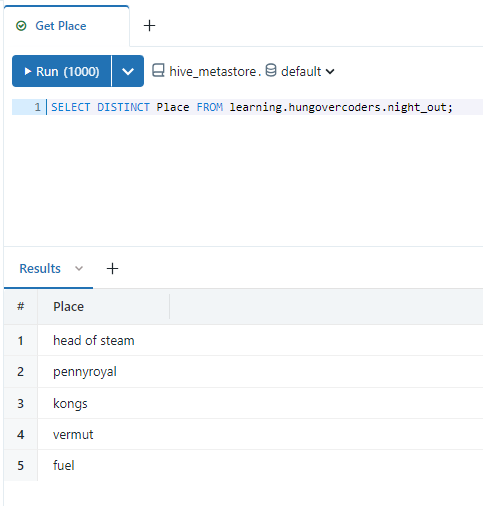 Get Place
Run (1000) hive_metastore. default
1 SELECT DISTINCT Place FROM learning.hungovercoders.night_out;
Results
# Place
1 head of steam
2 pennyroyal
3 kongs
4 vermut
5 fuel